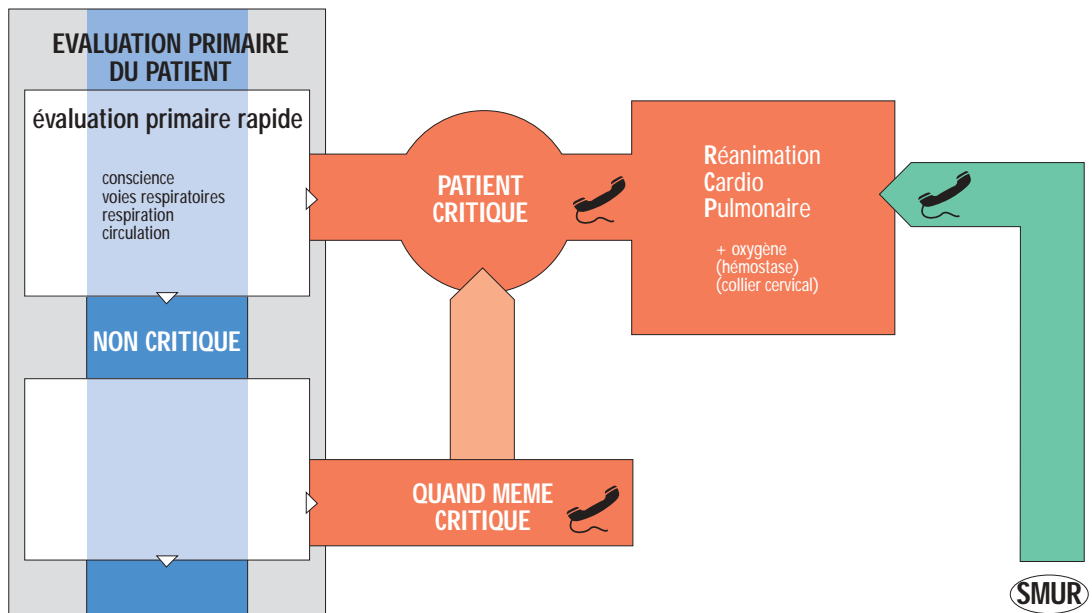 EVALUATION PRIMAIRE
DU PATIENT
évaluation primaire rapide
conscience
voies respiratoires
respiration
circulation
PATIENT
CRITIQUE
Réanimation
Cardio
Pulmonaire
+ oxygène
(hémostase)
(collier cervical)
NON CRITIQUE
QUAND MEME
CRITIQUE
SMUR